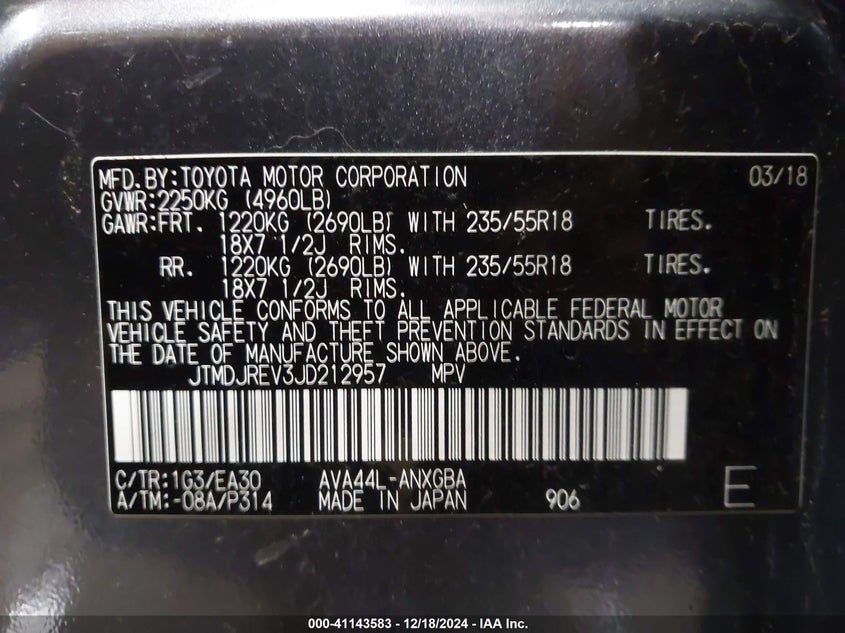 MFD.BY:TOYOTA MOTOR CORPORATION 03/18
GVWR:2250KG (4960LB)
GAWR:FRT. 1220KG (2690LB) WITH 235/55R18 TIRES.
18X7 1/2J RIMS.
RR. 1220KG (2690LB) WITH 235/55R18 TIRES.
18X7 1/2J RIMS.
THIS VEHICLE CONFORMS TO ALL APPLICABLE FEDERAL MOTOR
VEHICLE SAFETY AND THEFT PREVENTION STANDARDS IN EFFECT ON
THE DATE OF MANUFACTURE SHOWN ABOVE.
JTMDJREV3JD212957 MPV
C/TR:1G3/EA30 AVA44L-ANXGBA
A/TM:-08A/P314 MADE IN JAPAN 906 E
000-41143583 - 12/18/2024 - IAA Inc.